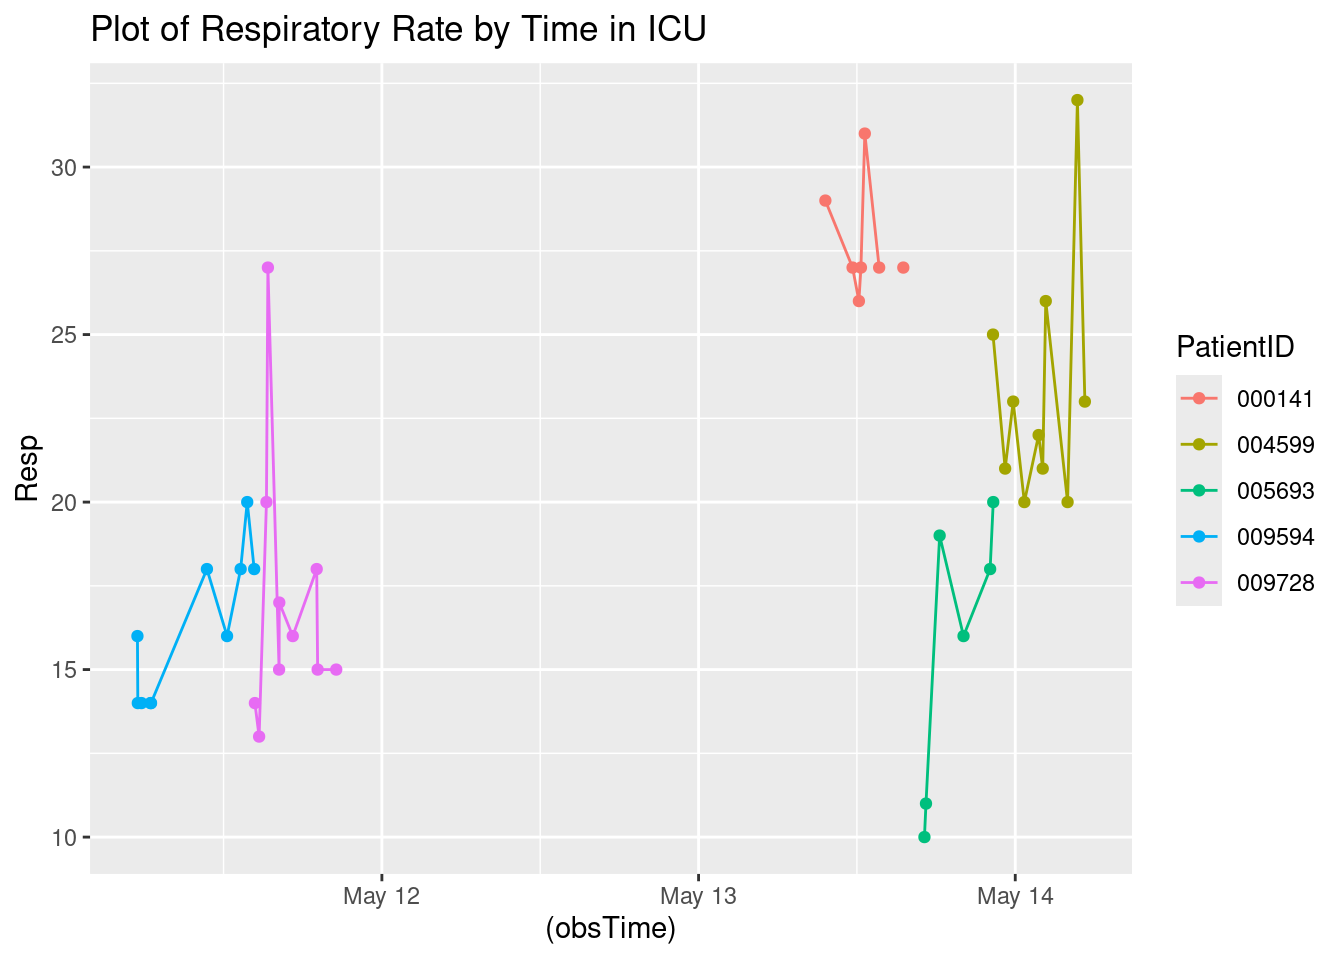 Plot of Respiratory Rate by Time in ICU
30
25
20
15
10
Resp
May 12
May 13
May 14
(obsTime)
PatientID
000141
004599
005693
009594
009728